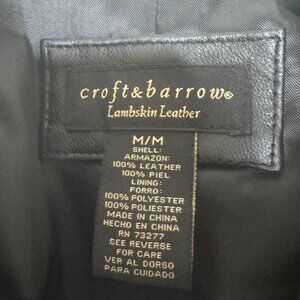 croft&barrow®
Lambskin Leather
M/M
SHELL:
ARMAZON:
100% LEATHER
100% PIEL
LINING:
FORRO:
100% POLYESTER
100% POLIESTER
MADE IN CHINA
HECHO EN CHINA
RN 73277
SEE REVERSE
FOR CARE
VER AL DORSO
PARA CUIDADO